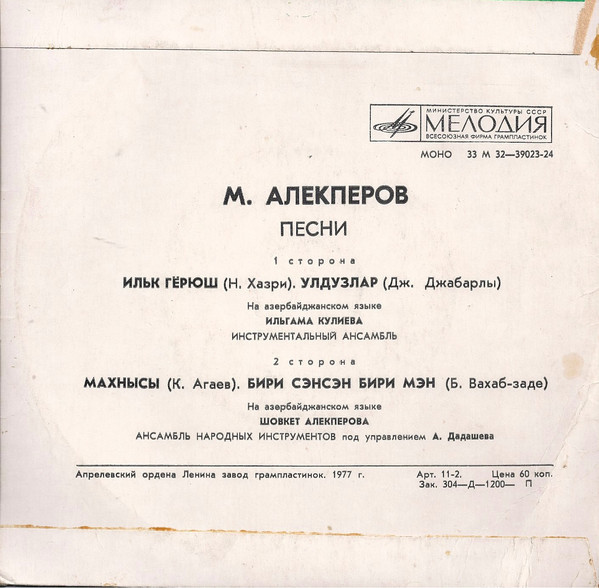 МИНИСТЕРСТВО КУЛЬТУРЫ СССР
МЕЛОДИЯ
ВСЕСОЮЗНАЯ ФИРМА ГРАМПЛАСТИНОК
МОНО 33 М 32—39023-24
М. АЛЕКПЕРОВ
ПЕСНИ
1 сторона
ИЛЬК ГЁРЮШ (Н. Хазри). УЛДУЗЛАР (Дж. Джабарлы)
На азербайджанском языке
ИЛЬГАМА КУЛИЕВА
ИНСТРУМЕНТАЛЬНЫЙ АНСАМБЛЬ
2 сторона
МАХНЫСЫ (К. Агаев). БИРИ СЭНСЭН БИРИ МЭН (Б. Вахаб-заде)
На азербайджанском языке
ШОВКЕТ АЛЕКПЕРОВА
АНСАМБЛЬ НАРОДНЫХ ИНСТРУМЕНТОВ под управлением А. Дадашева
Апрелевский ордена Ленина завод грампластинок. 1977 г. Арт. 11-2. Цена 60 коп.
Зак. 304—Д—1200— П